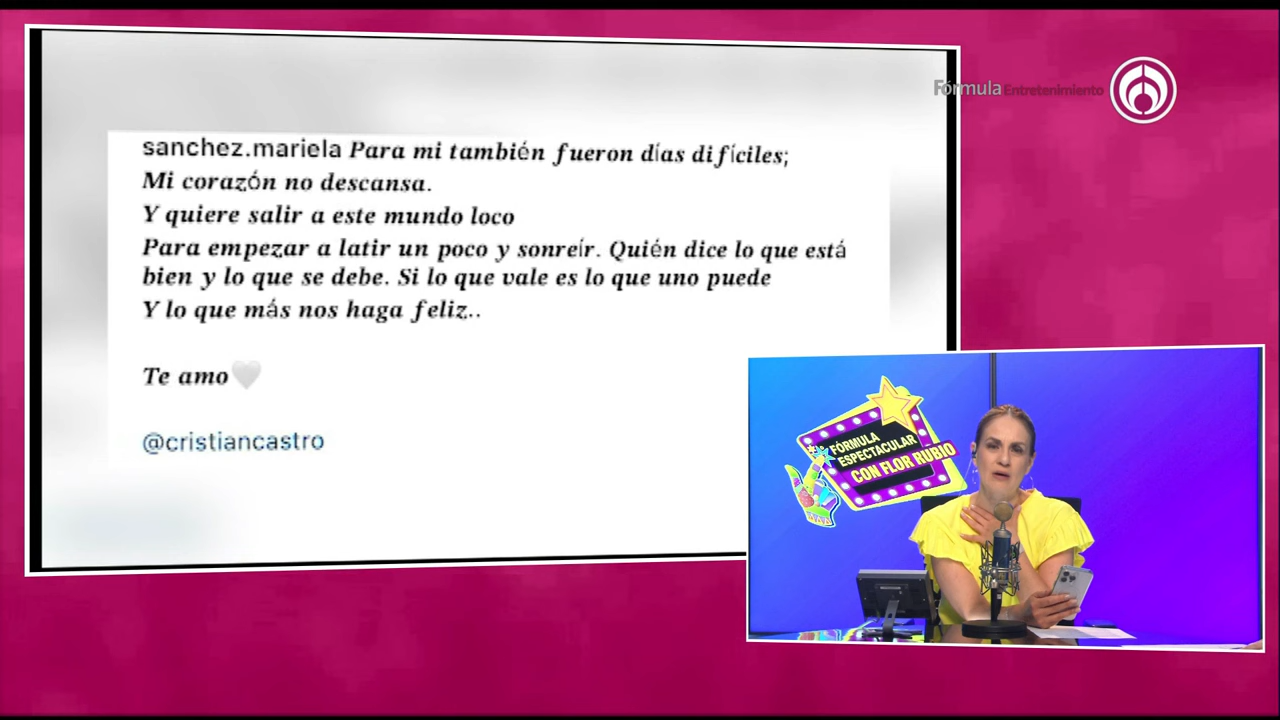 Fórmula Entretenimiento
sanchez.mariela Para mi también fueron días difíciles;
Mi corazón no descansa.
Y quiere salir a este mundo loco
Para empezar a latir un poco y sonreír. Quién dice lo que está
bien y lo que se debe. Si lo que vale es lo que uno puede
Y lo que más nos haga feliz..
Te amo🤍
@cristiancastro
FÓRMULA
ESPECTACULAR
CON FLOR RUBIO